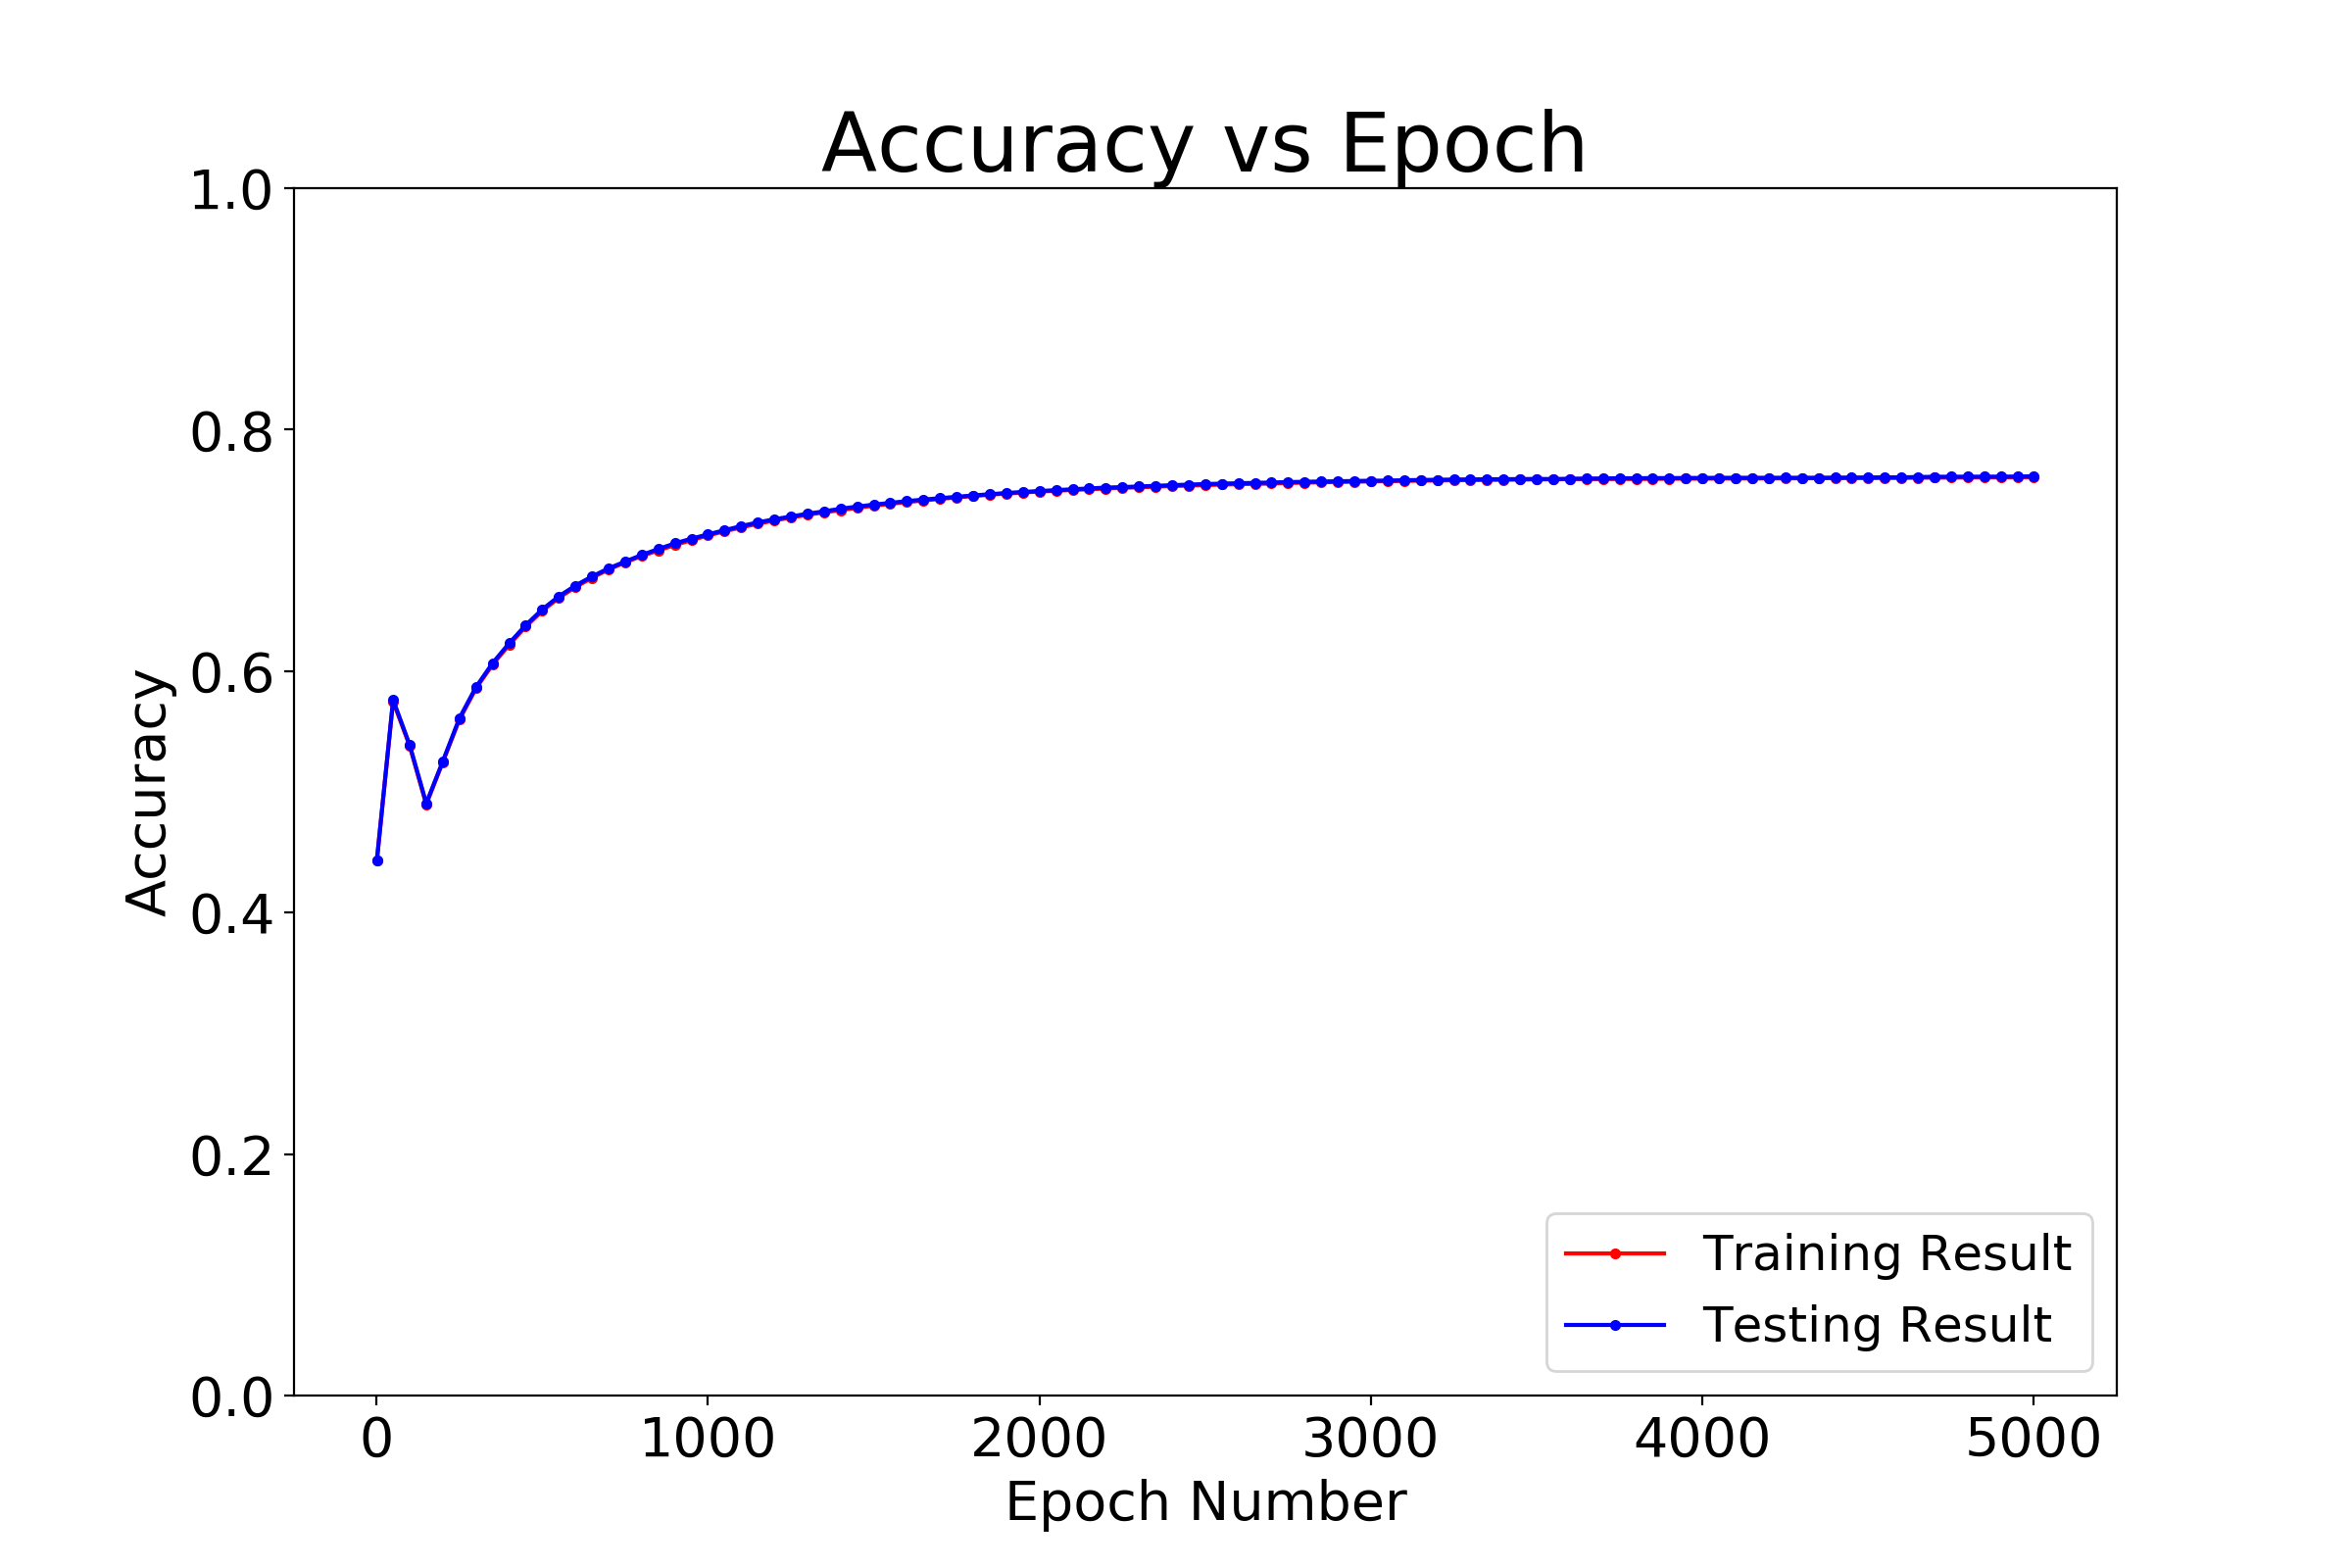 Accuracy vs Epoch
1.0
0.8
0.6
0.4
0.2
0.0
Accuracy
0 1000 2000 3000 4000 5000
Epoch Number
Training Result
Testing Result